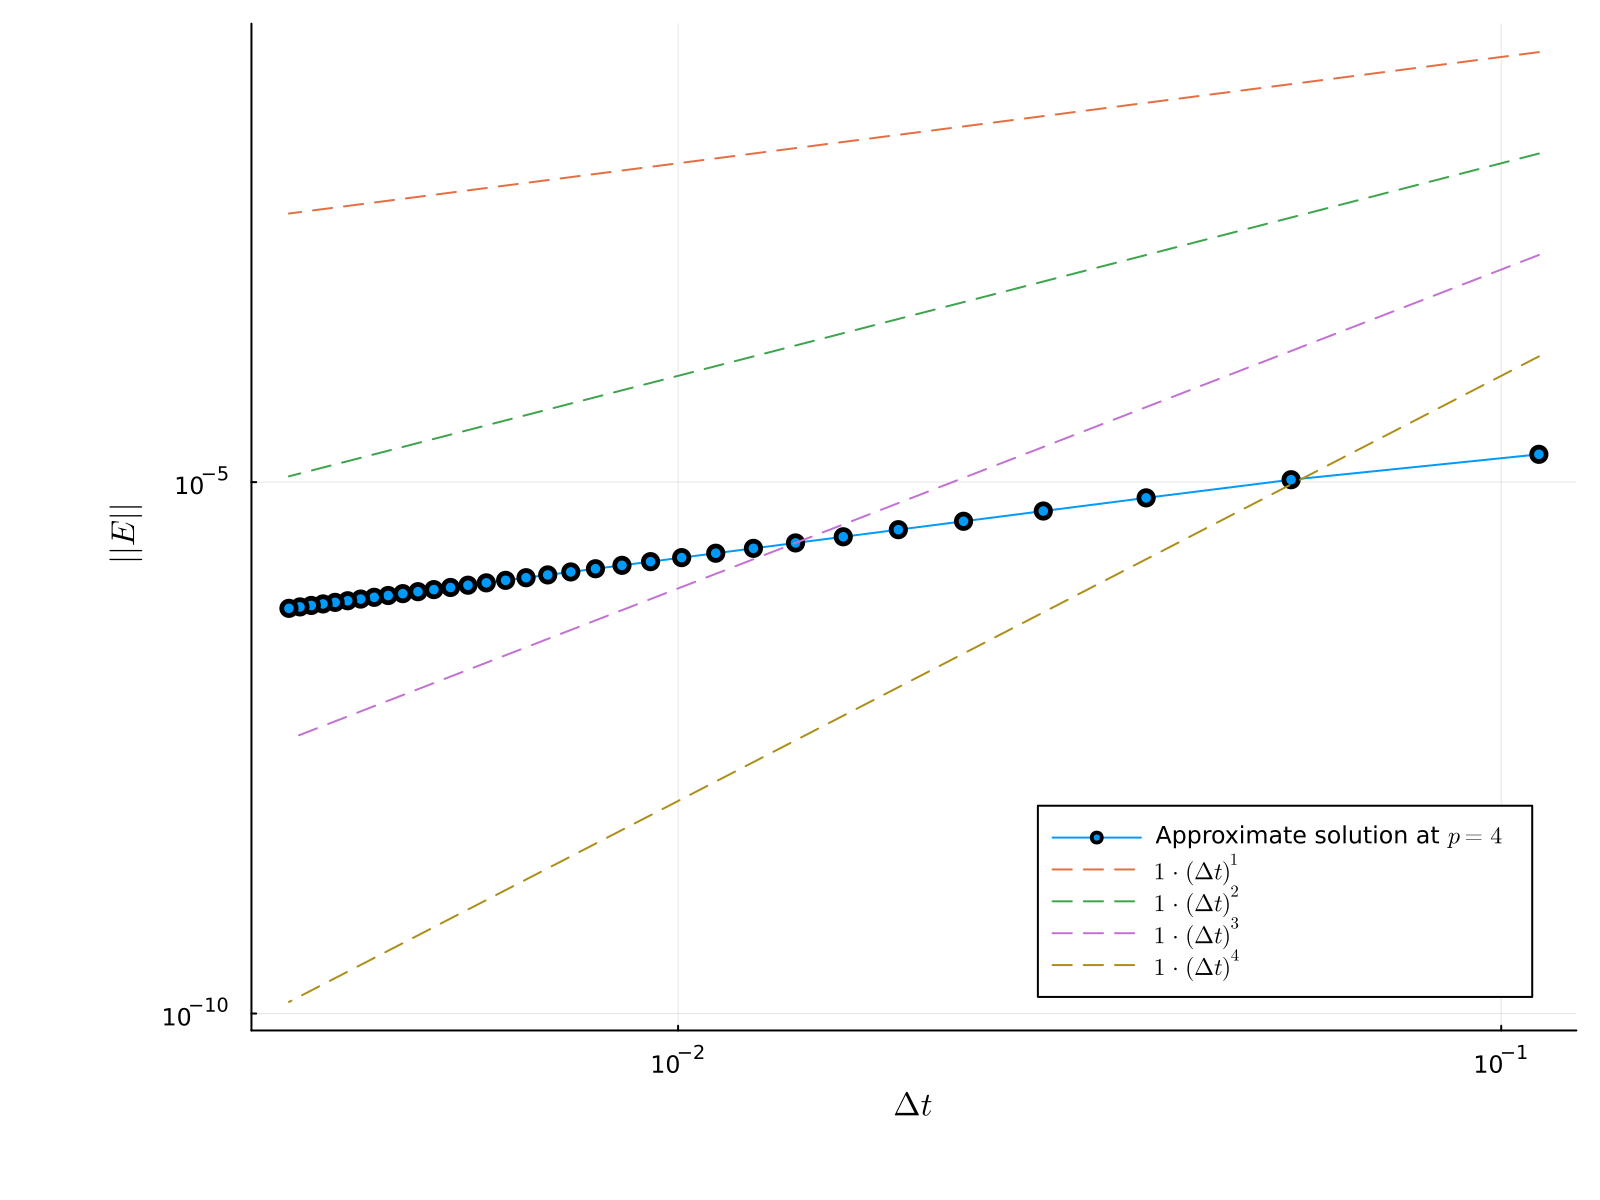 10⁻⁵
||E||
10⁻¹⁰
10⁻²
10⁻¹
Δt
Approximate solution at p = 4
1 · (Δt)¹
1 · (Δt)²
1 · (Δt)³
1 · (Δt)⁴